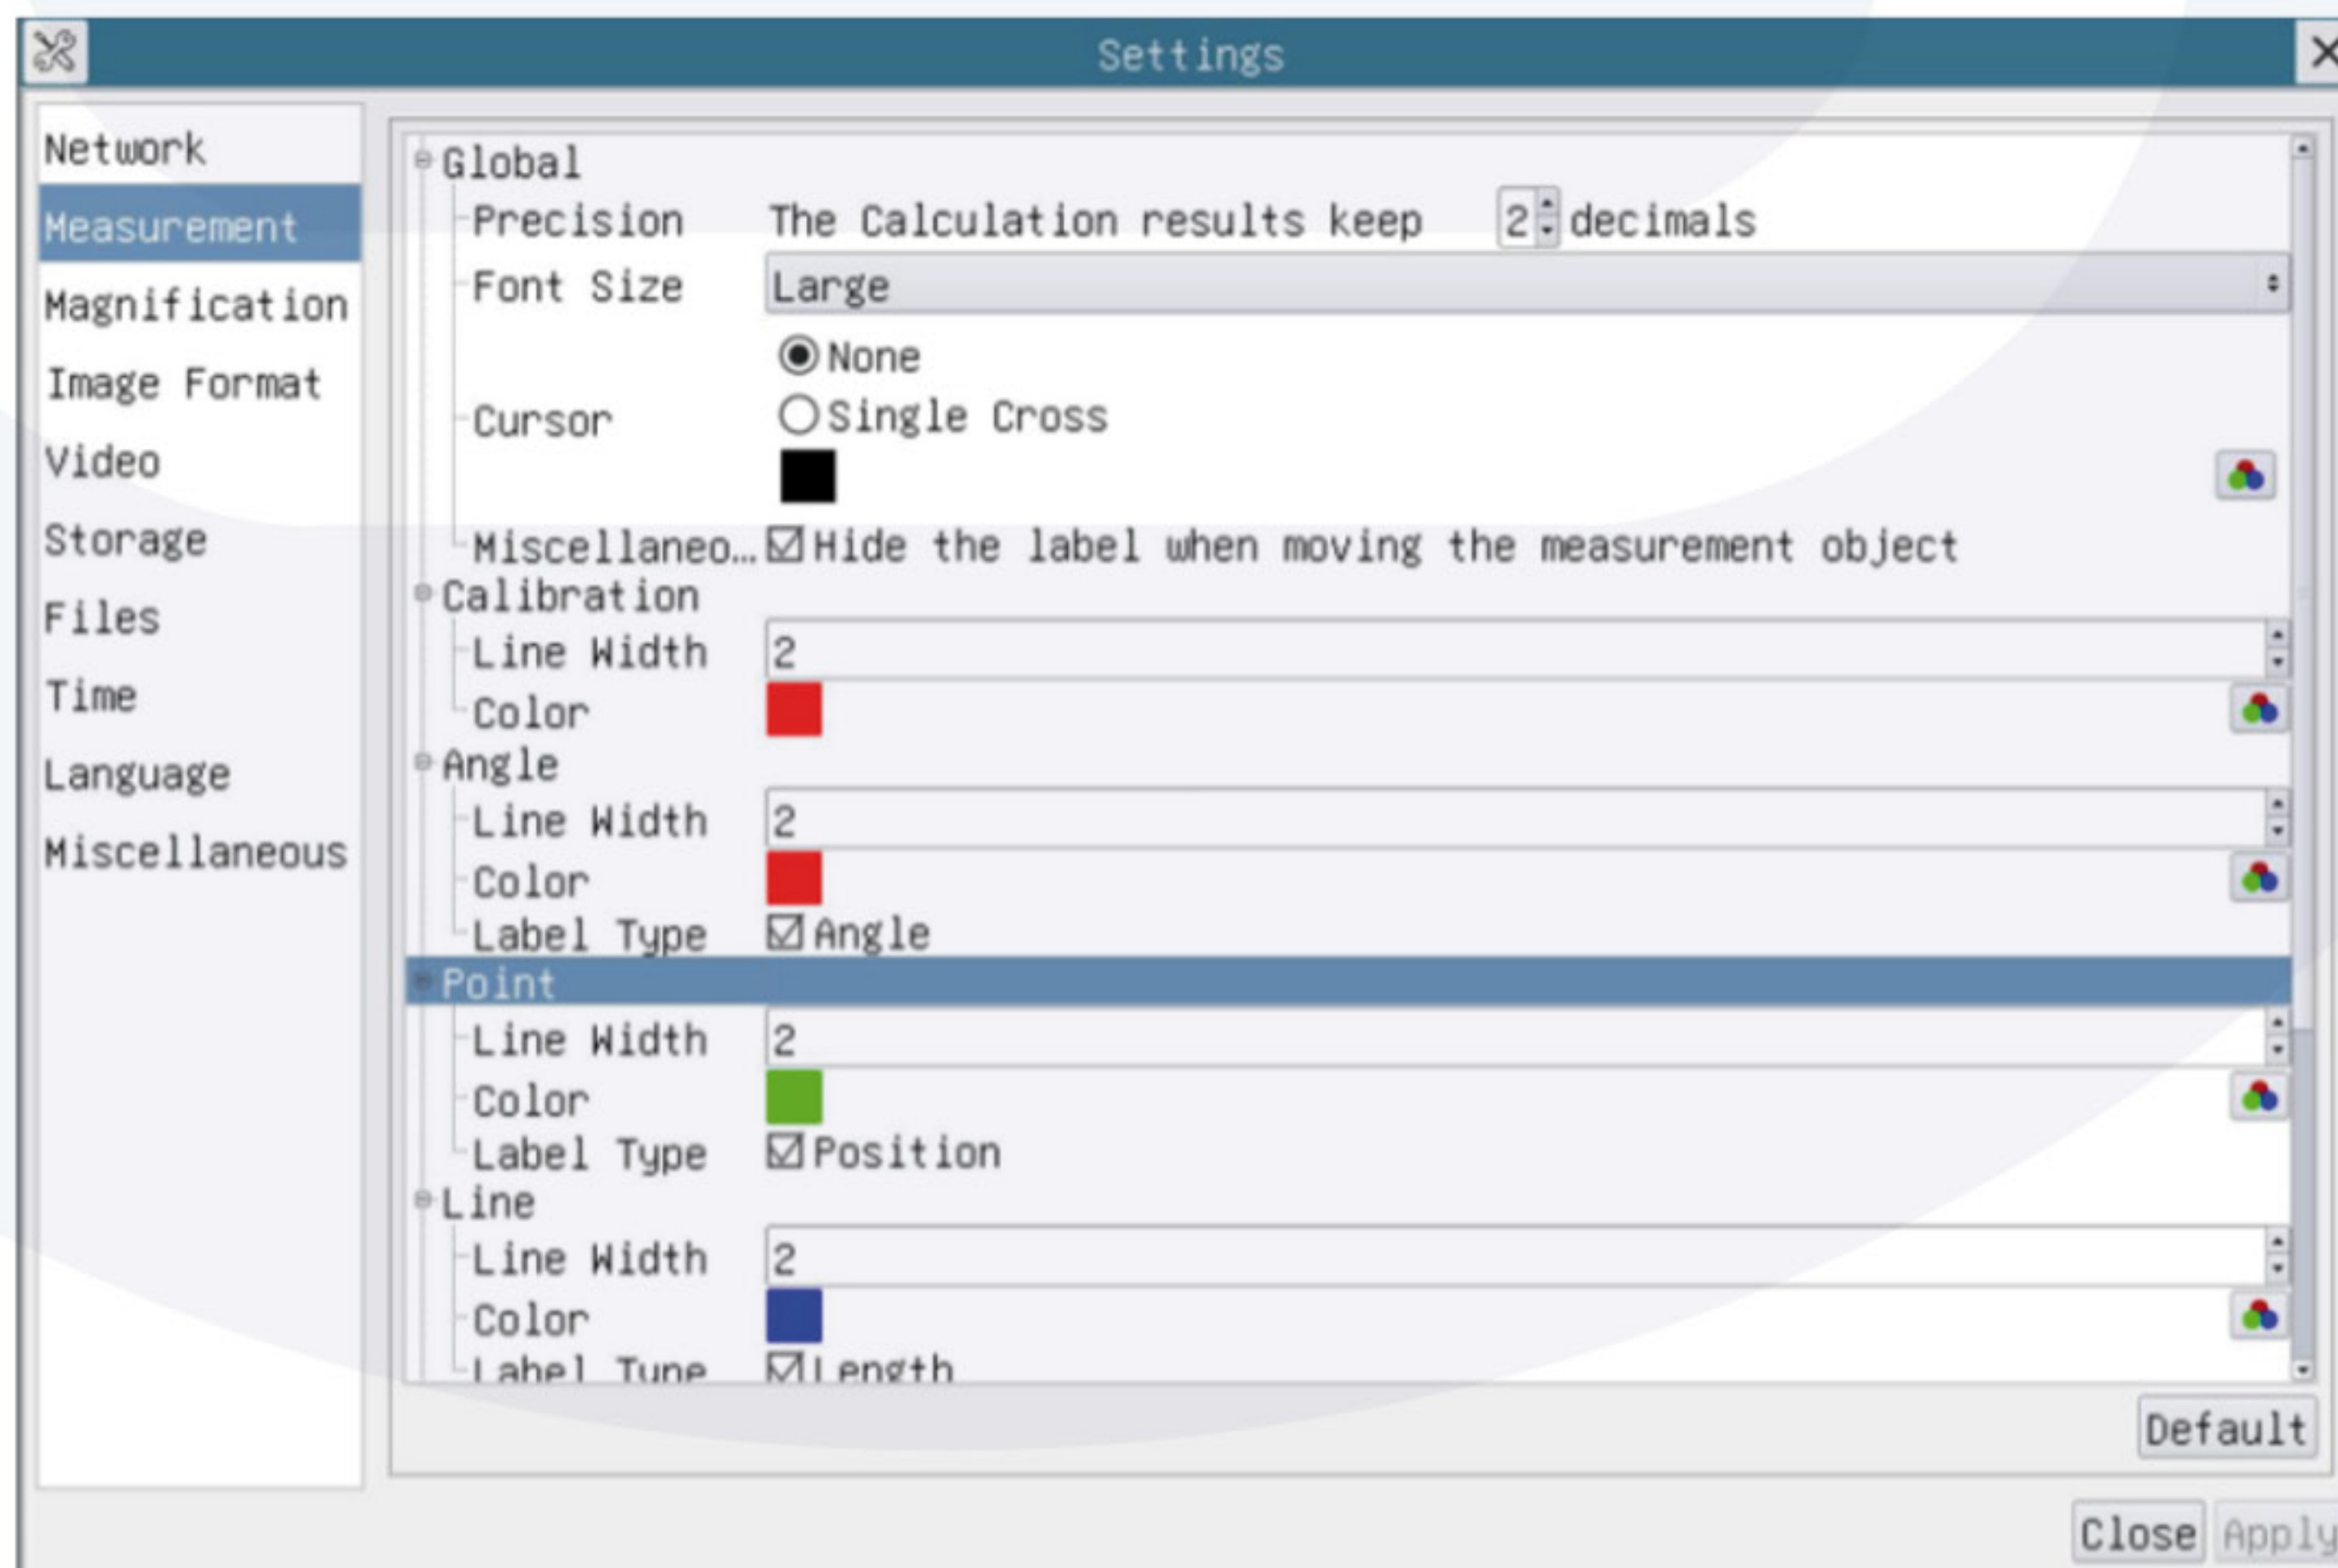 Settings
Network
Measurement
Magnification
Image Format
Video
Storage
Files
Time
Language
Miscellaneous
Global
Precision The Calculation results keep 2 decimals
Font Size Large
None
Cursor Single Cross
Miscellaneo… Hide the label when moving the measurement object
Calibration
Line Width 2
Color
Angle
Line Width 2
Color
Label Type Angle
Point
Line Width 2
Color
Label Type Position
Line
Line Width 2
Color
Label Type Length
Default
Close Apply